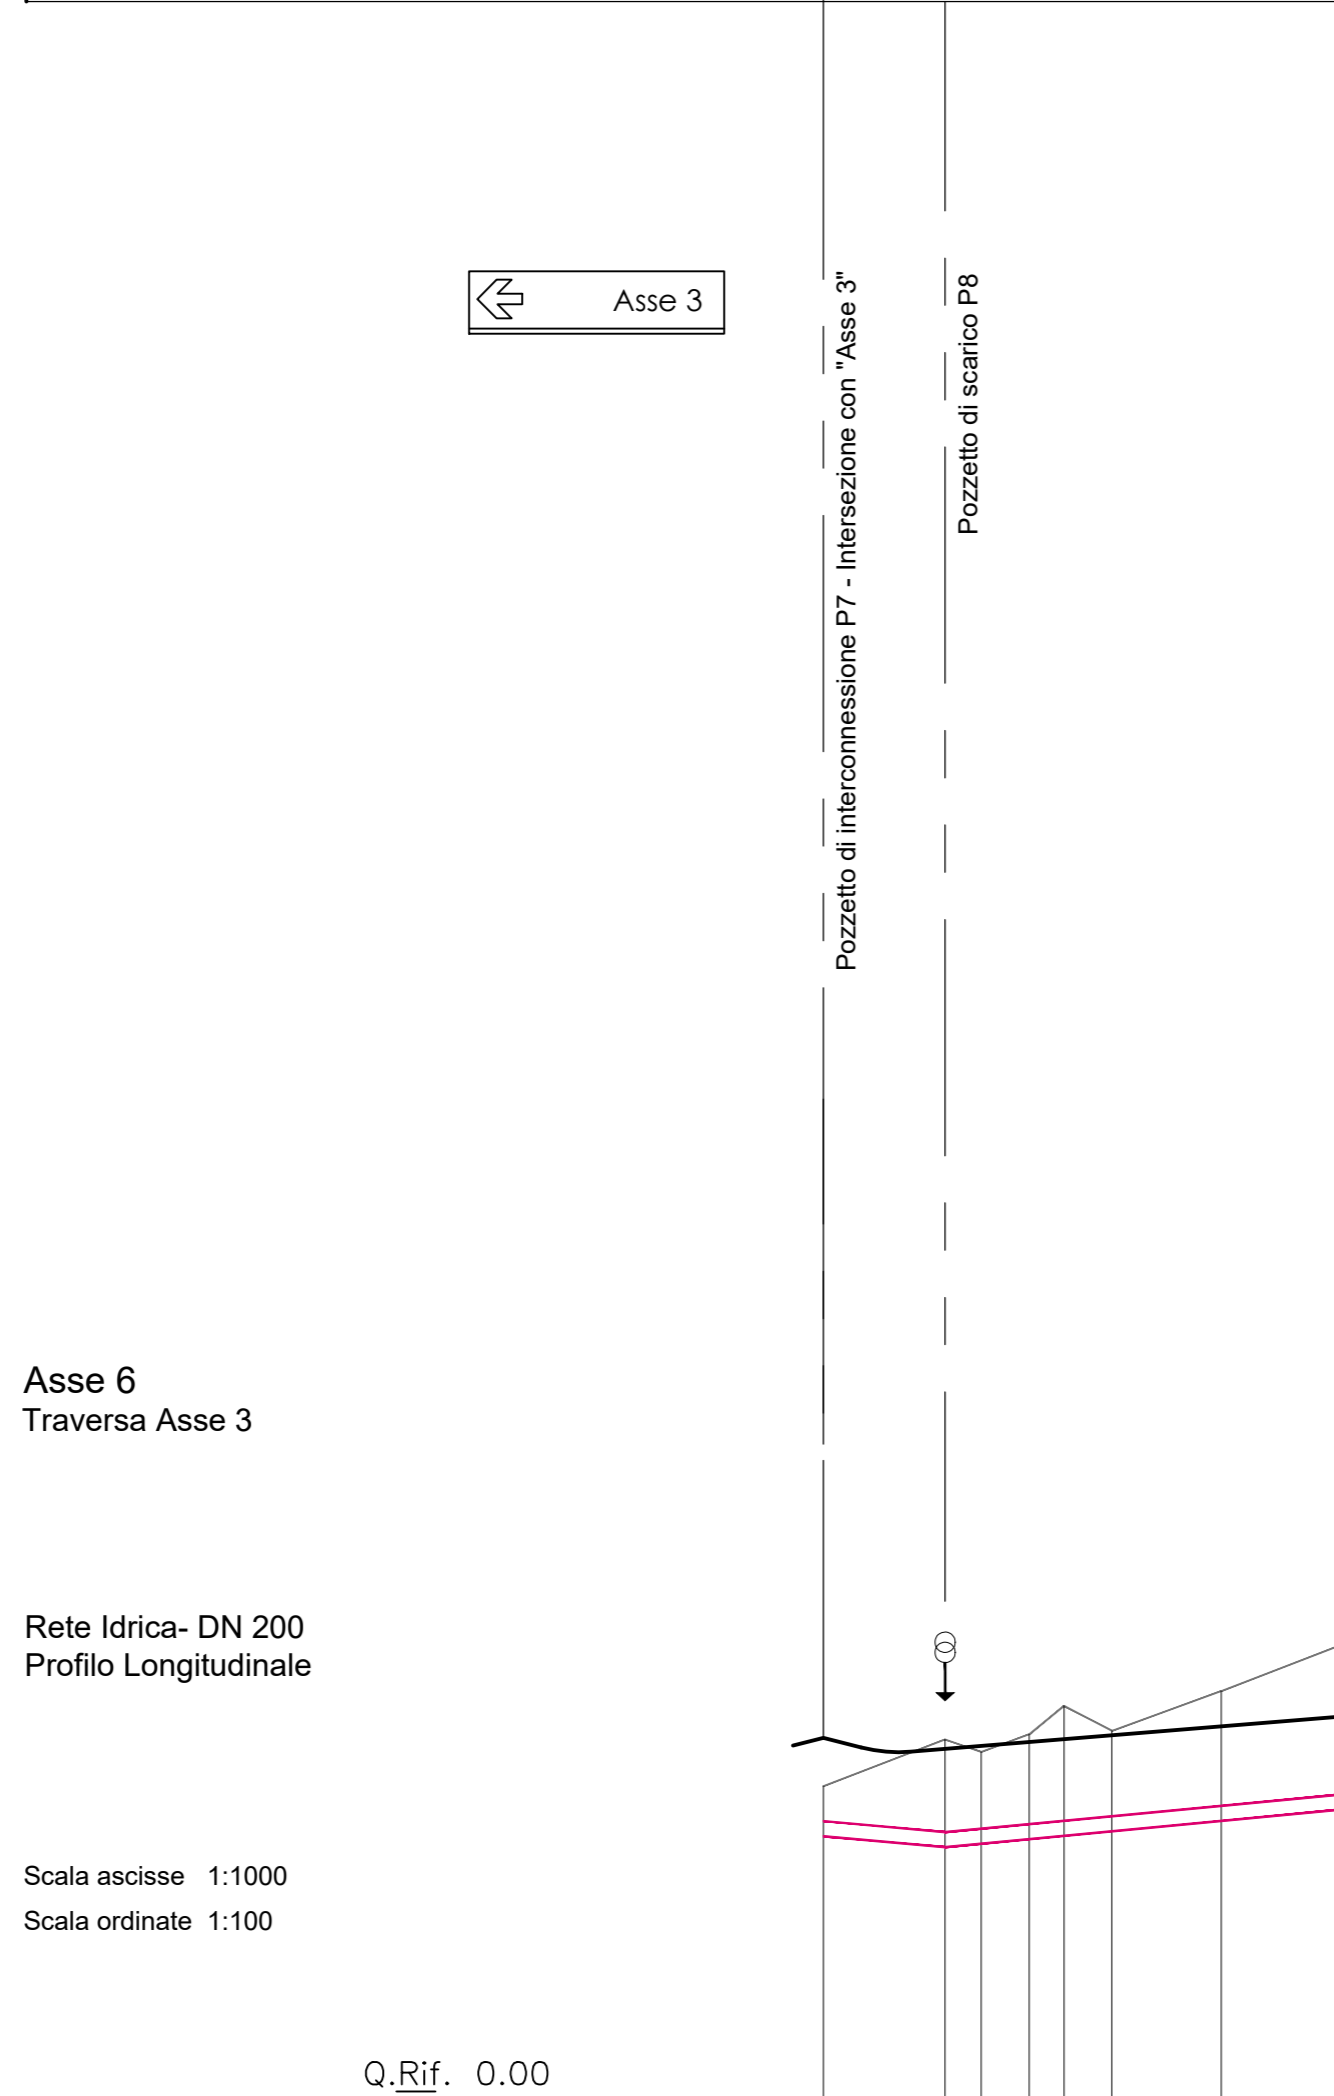 Asse 3
Pozzetto di interconnessione P7 - Intersezione con "Asse 3"
Pozzetto di scarico P8
Asse 6
Traversa Asse 3
Rete Idrica- DN 200
Profilo Longitudinale
Scala ascisse 1:1000
Scala ordinate 1:100
Q.Rif. 0.00